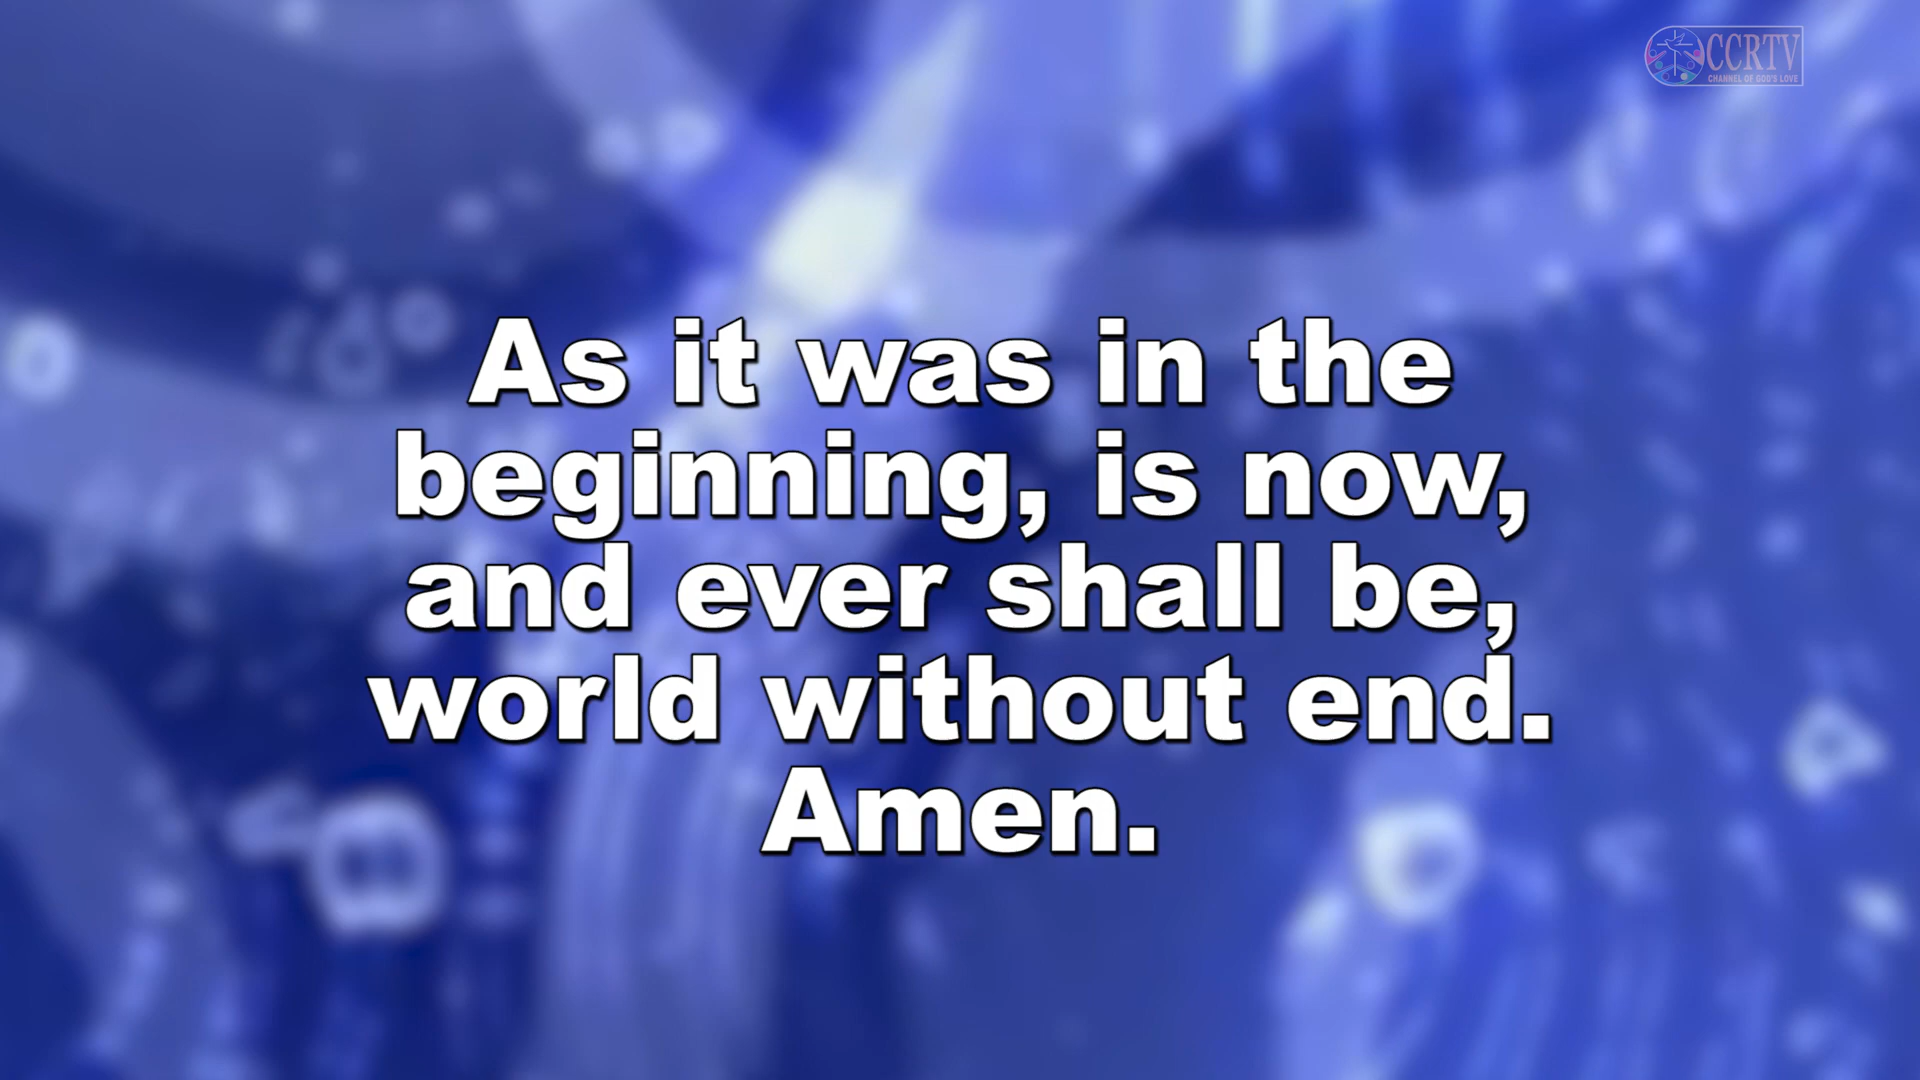 CCRTV
CHANNEL OF GOD'S LOVE
As it was in the
beginning, is now,
and ever shall be,
world without end.
Amen.